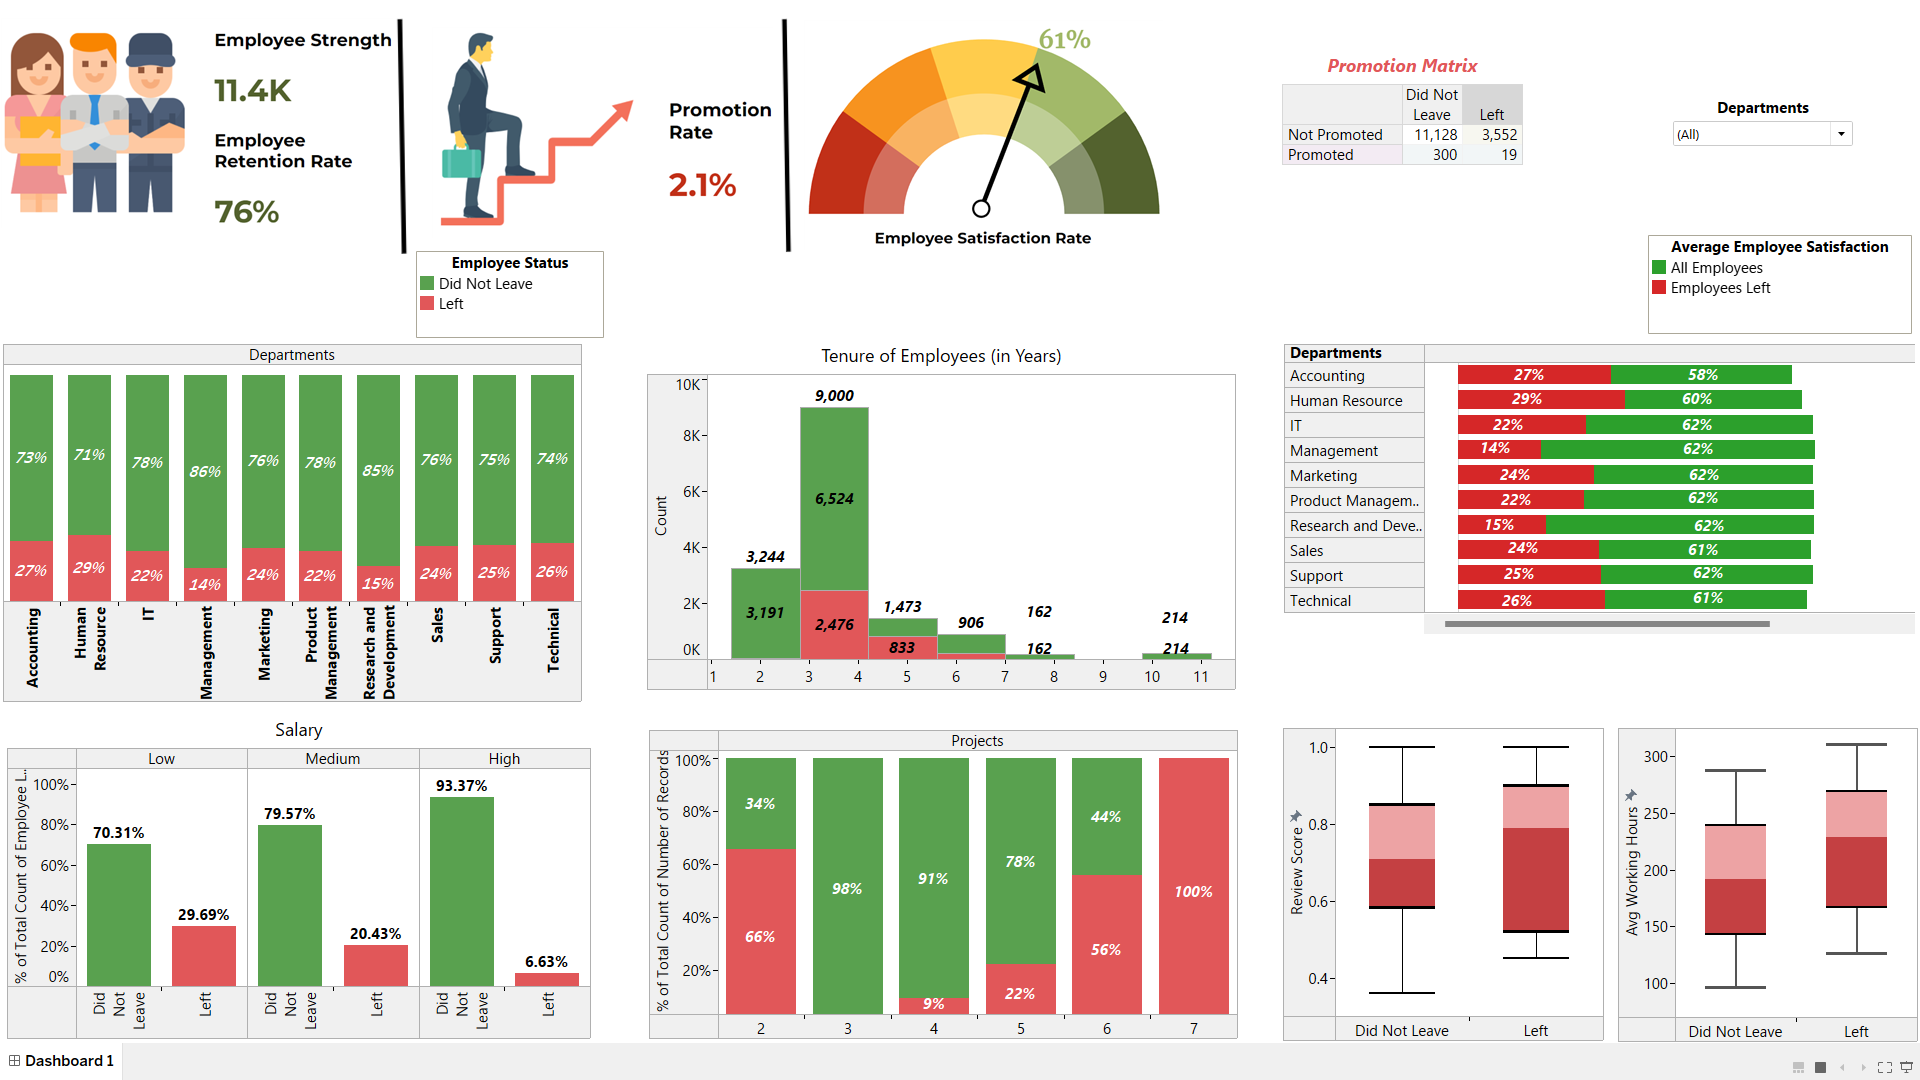 Employee Strength
11.4K
Employee
Retention Rate
76%
Promotion
Rate
2.1%
61%
Employee Satisfaction Rate
Promotion Matrix
Did Not
Leave Left
Not Promoted 11,128 3,552
Promoted 300 19
Departments
(All)
Employee Status
Did Not Leave
Left
Average Employee Satisfaction
All Employees
Employees Left
Departments
73% 71% 78% 86% 76% 78% 85% 76% 75% 74%
27% 29% 22% 14% 24% 22% 15% 24% 25% 26%
Accounting
Human
Resource
IT
Management
Marketing
Product
Management
Research and
Development
Sales
Support
Technical
Tenure of Employees (in Years)
Count
10K
8K
6K
4K
2K
0K
9,000
6,524
2,476
3,244
3,191
1,473
833
906
162
162
214
214
1 2 3 4 5 6 7 8 9 10 11
Departments
Accounting 27% 58%
Human Resource 29% 60%
IT 22% 62%
Management 14% 62%
Marketing 24% 62%
Product Managem.. 22% 62%
Research and Deve.. 15% 62%
Sales 24% 61%
Support 25% 62%
Technical 26% 61%
Salary
Low Medium High
% of Total Count of Employee L..
100%
80%
60%
40%
20%
0%
70.31% 29.69% 79.57% 20.43% 93.37% 6.63%
Did
Not
Leave
Left
Did
Not
Leave
Left
Did
Not
Leave
Left
Projects
% of Total Count of Number of Records
100%
80%
60%
40%
20%
34% 98% 91% 78% 44% 100%
66% 9% 22% 56%
2 3 4 5 6 7
Review Score
1.0
0.8
0.6
0.4
Did Not Leave Left
Avg Working Hours
300
250
200
150
100
Did Not Leave Left
Dashboard 1